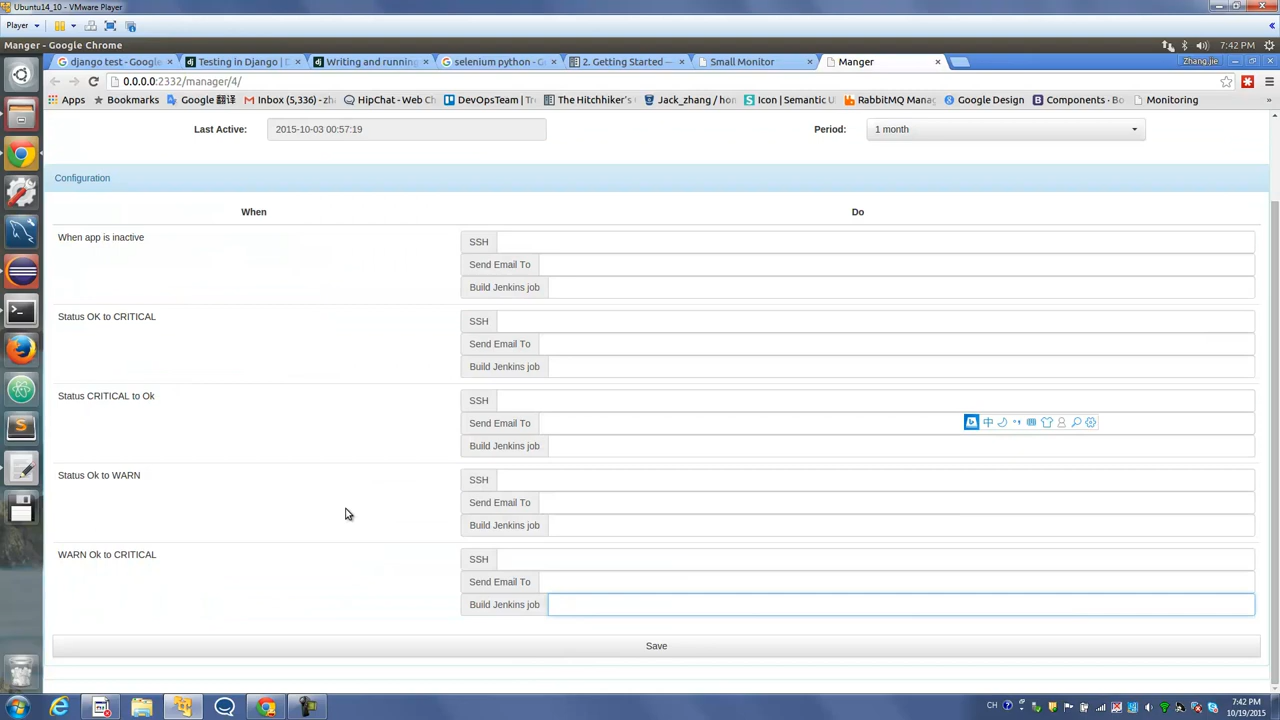 Ubuntu14_10 - VMware Player
Player
Manger - Google Chrome
7:42 PM
django test - Google
Testing in Django | D
Writing and running
selenium python - G
2. Getting Started —
Small Monitor
Manger
Zhang.jie
0.0.0.0:2332/manager/4/
Apps
Bookmarks
Google 翻译
Inbox (5,336) - zh
HipChat - Web C
DevOpsTeam | Tr
The Hitchhiker's
Jack_zhang / ho
Icon | Semantic U
RabbitMQ Mana
Google Design
Components · Bo
Monitoring
»
Last Active:
2015-10-03 00:57:19
Period:
1 month
Configuration
When
Do
When app is inactive
SSH
Send Email To
Build Jenkins job
Status OK to CRITICAL
SSH
Send Email To
Build Jenkins job
Status CRITICAL to Ok
SSH
Send Email To
中
Build Jenkins job
Status Ok to WARN
SSH
Send Email To
Build Jenkins job
WARN Ok to CRITICAL
SSH
Send Email To
Build Jenkins job
Save
CH
7:42 PM
10/19/2015